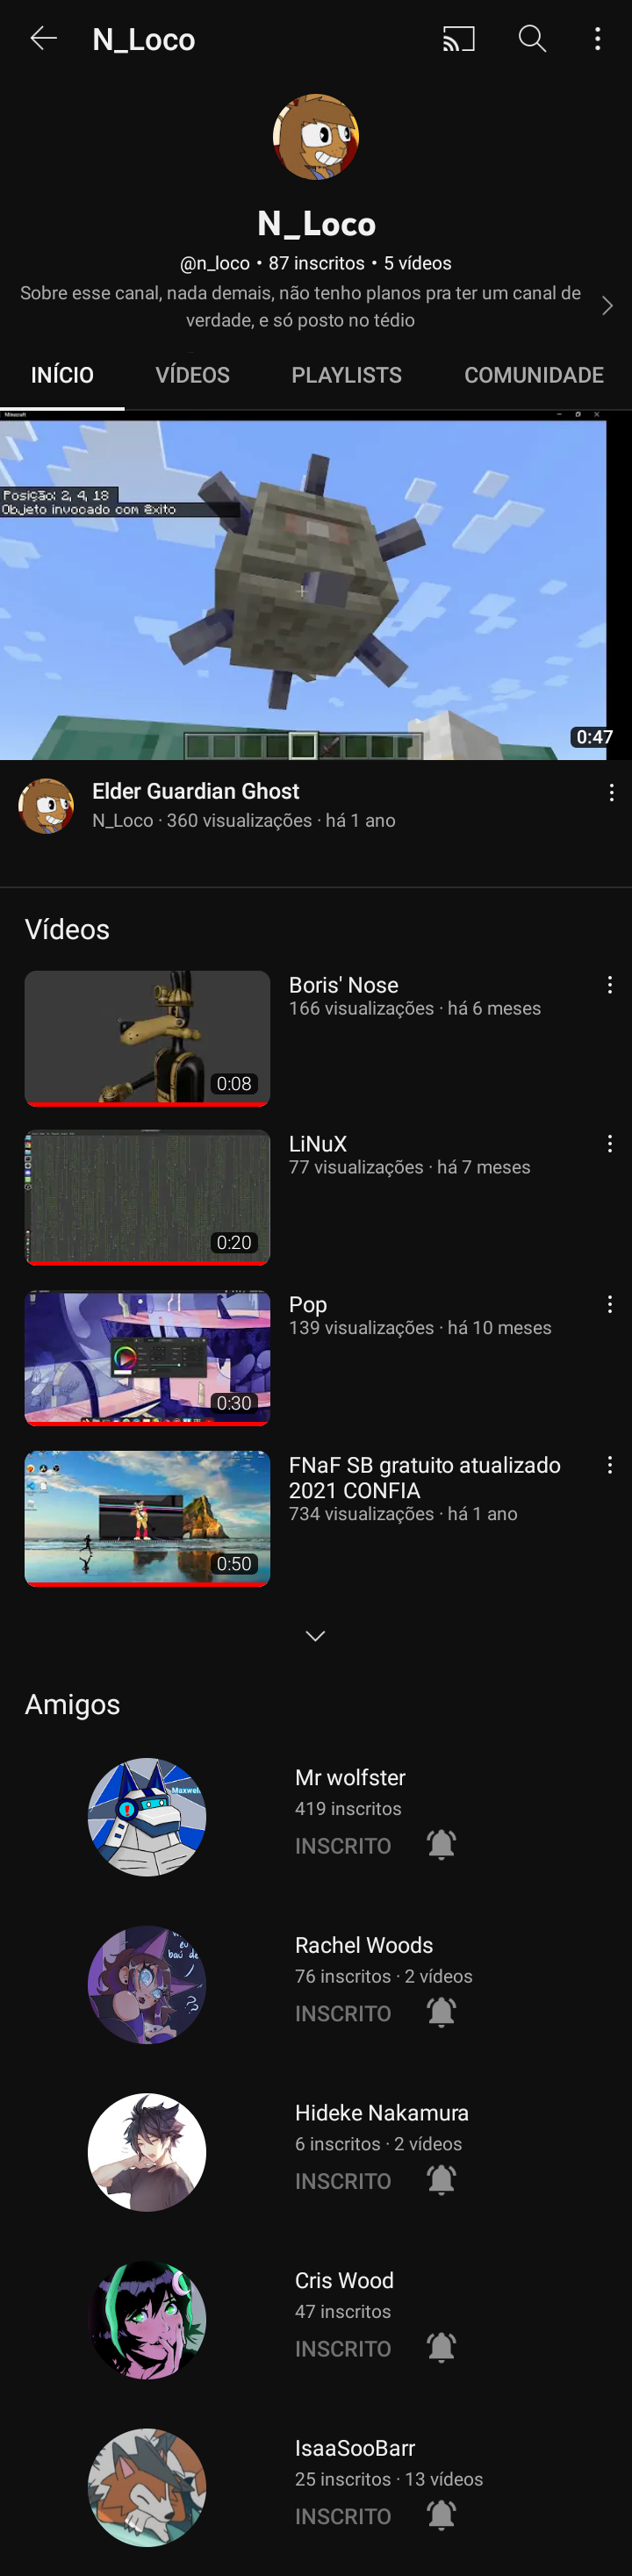 N_Loco
N_Loco
@n_loco • 87 inscritos • 5 vídeos
Sobre esse canal, nada demais, não tenho planos pra ter um canal de
verdade, e só posto no tédio
INÍCIO VÍDEOS PLAYLISTS COMUNIDADE
Minecraft
Posição: 2, 4, 18
Objeto invocado com êxito
0:47
Elder Guardian Ghost
N_Loco · 360 visualizações · há 1 ano
Vídeos
Boris' Nose
166 visualizações · há 6 meses
0:08
LiNuX
77 visualizações · há 7 meses
0:20
Pop
139 visualizações · há 10 meses
0:30
FNaF SB gratuito atualizado
2021 CONFIA
734 visualizações · há 1 ano
0:50
Amigos
Mr wolfster
419 inscritos
INSCRITO
Rachel Woods
76 inscritos · 2 vídeos
INSCRITO
Hideke Nakamura
6 inscritos · 2 vídeos
INSCRITO
Cris Wood
47 inscritos
INSCRITO
IsaaSooBarr
25 inscritos · 13 vídeos
INSCRITO